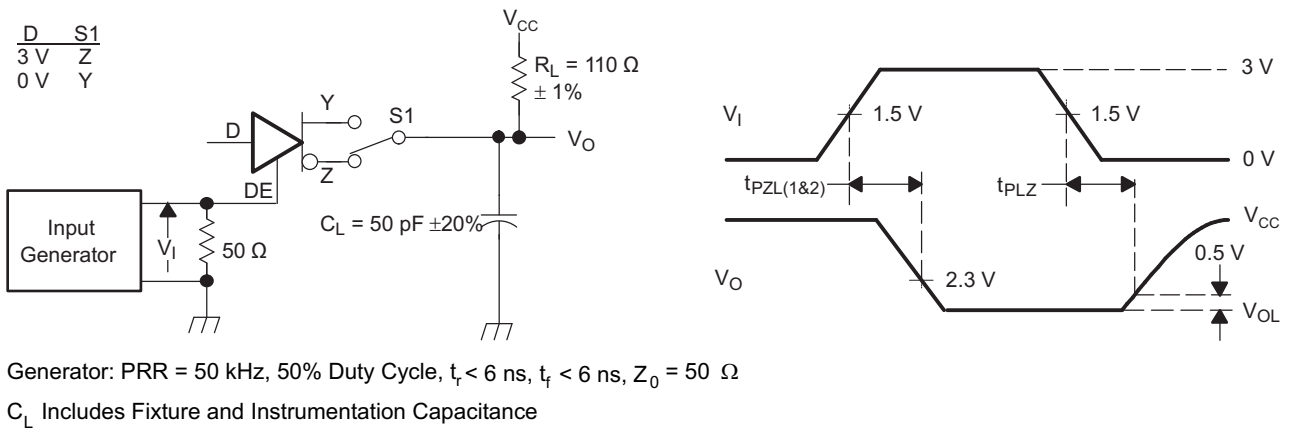 D S1
3 V Z
0 V Y
V_CC
R_L = 110 Ω
± 1%
Y
S1
D
V_O
Z
DE
C_L = 50 pF ±20%
Input
Generator
V_I
50 Ω
3 V
V_I
1.5 V
1.5 V
0 V
t_PZL(1&2)
t_PLZ
V_CC
0.5 V
V_O
2.3 V
V_OL
Generator: PRR = 50 kHz, 50% Duty Cycle, t_r < 6 ns, t_f < 6 ns, Z_0 = 50 Ω
C_L Includes Fixture and Instrumentation Capacitance